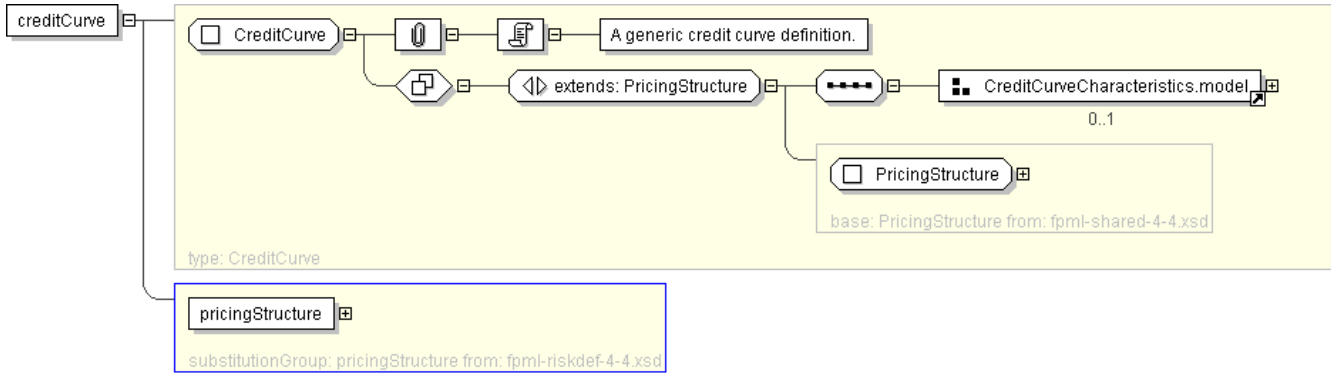 creditCurve
CreditCurve
A generic credit curve definition.
extends: PricingStructure
CreditCurveCharacteristics.model
0..1
PricingStructure
base: PricingStructure from: fpml-shared-4-4.xsd
type: CreditCurve
pricingStructure
substitutionGroup: pricingStructure from: fpml-riskdef-4-4.xsd